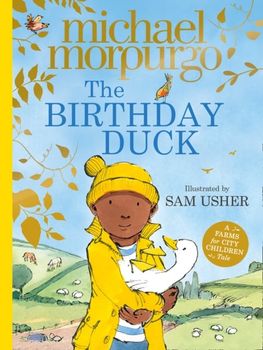 michael
morpurgo
The
BIRTHDAY
DUCK
Illustrated by
SAM USHER
A
FARMS
for CITY
CHILDREN
Tale